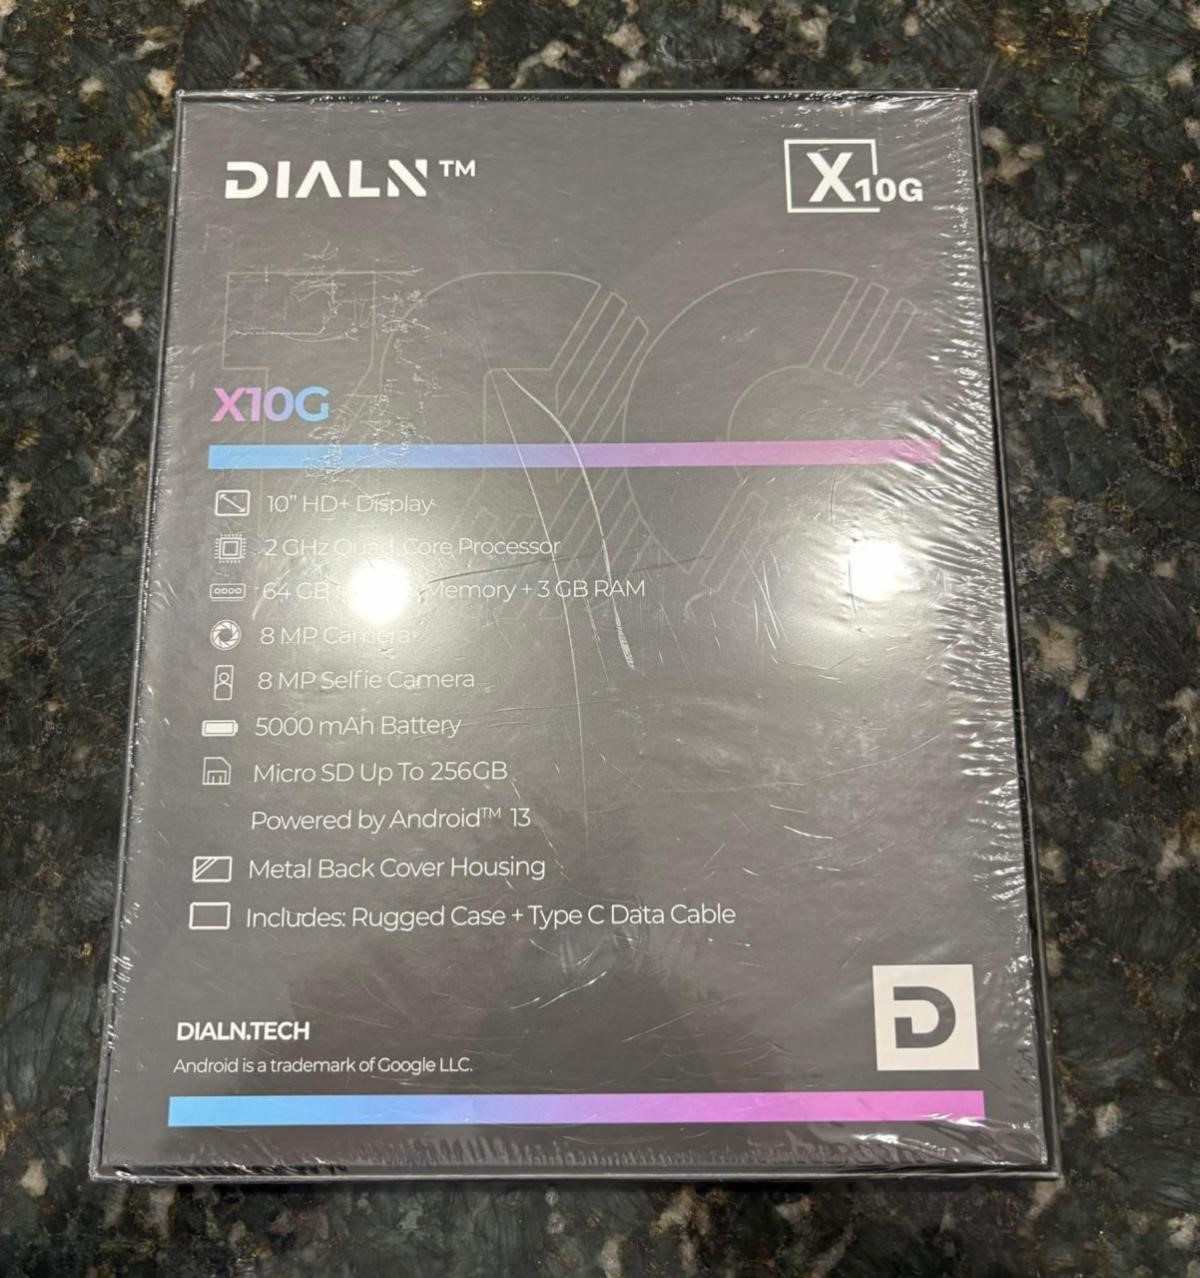 DIALN™
X10G
X10G
10" HD+ Display
2 GHz Quad-Core Processor
64 GB Memory + 3 GB RAM
8 MP Camera
8 MP Selfie Camera
5000 mAh Battery
Micro SD Up To 256GB
Powered by Android™ 13
Metal Back Cover Housing
Includes: Rugged Case + Type C Data Cable
D
DIALN.TECH
Android is a trademark of Google LLC.